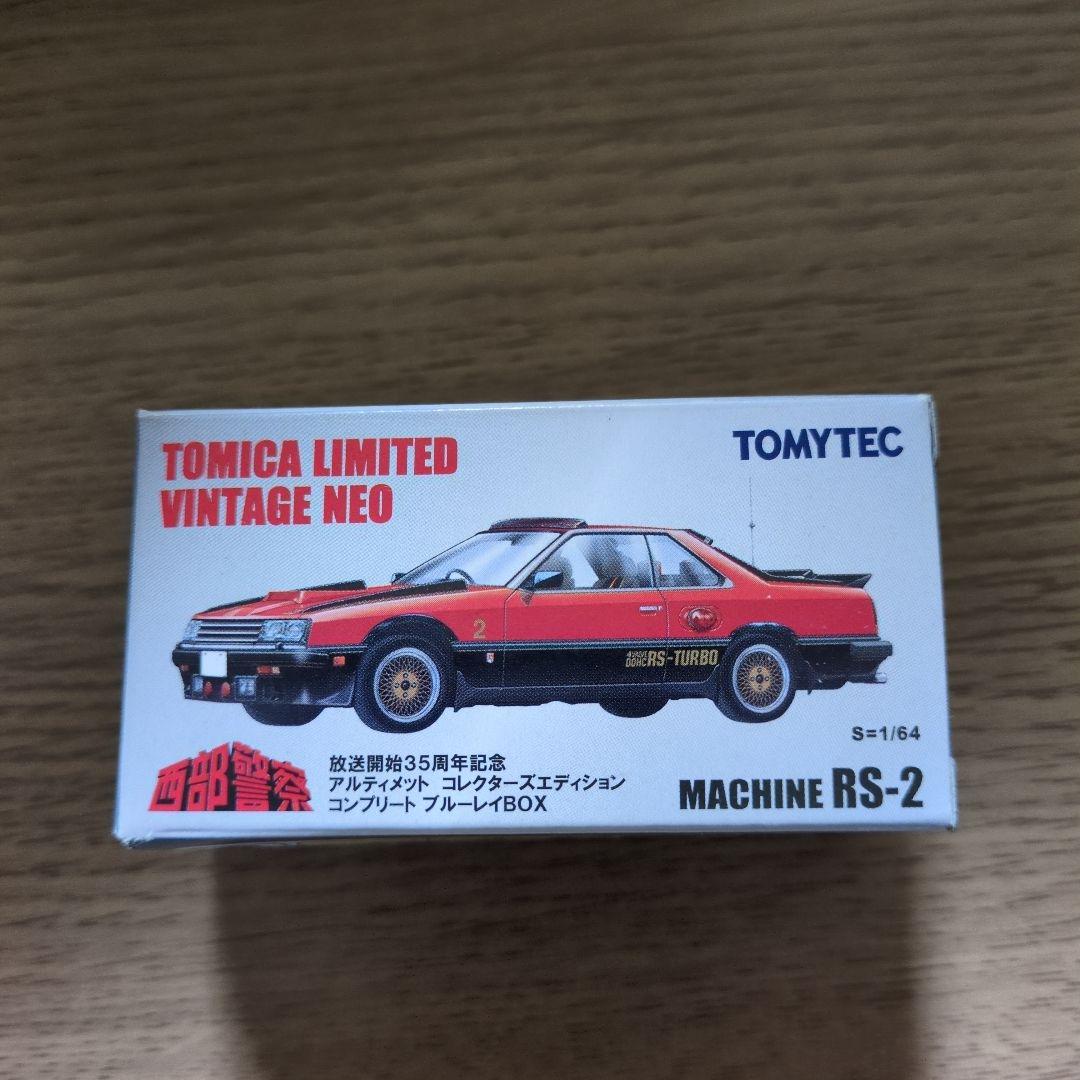 TOMICA LIMITED
VINTAGE NEO
TOMYTEC
2
4VALVE
DOHC RS-TURBO
S=1/64
西部警察
放送開始35周年記念
アルティメット コレクターズエディション
コンプリート ブルーレイBOX
MACHINE RS-2